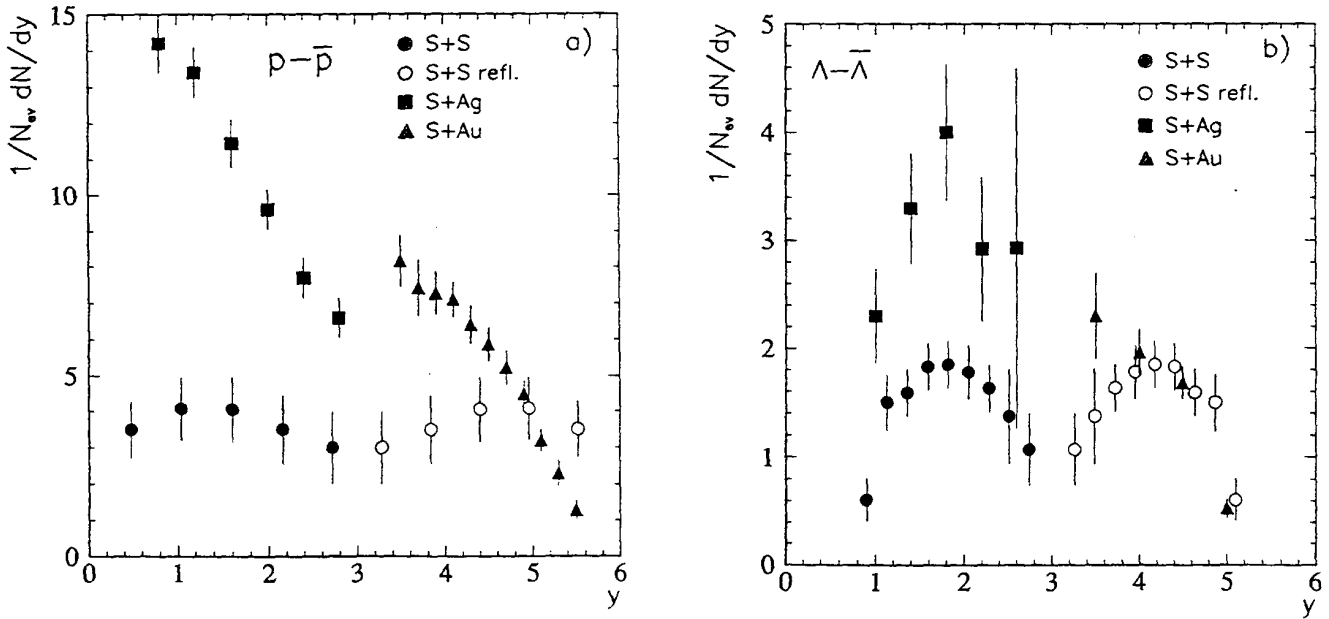 15
p-p̅
a)
● S+S
○ S+S refl.
■ S+Ag
▲ S+Au
1/N_ev dN/dy
10
5
0
0 1 2 3 4 5 6
y
5
Λ-Λ̅
b)
● S+S
○ S+S refl.
■ S+Ag
▲ S+Au
1/N_ev dN/dy
4
3
2
1
0
0 1 2 3 4 5 6
y